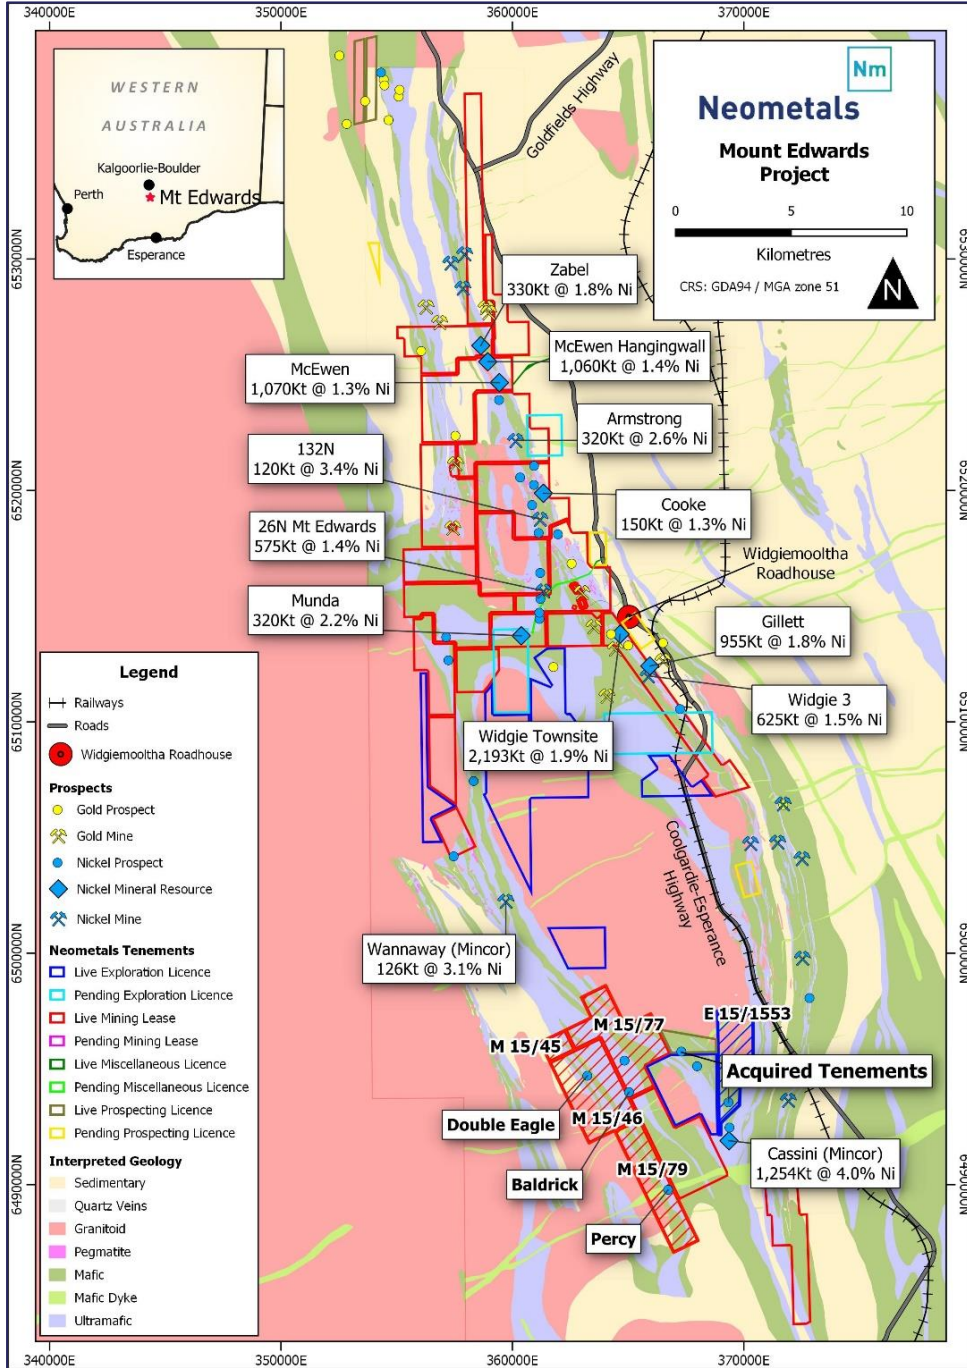 340000E
350000E
360000E
370000E
WESTERN
AUSTRALIA
Kalgoorlie-Boulder
Perth
Mt Edwards
Esperance
Nm
Neometals
Mount Edwards
Project
0
5
10
Kilometres
CRS: GDA94 / MGA zone 51
N
Goldfields Highway
6530000N
6530000N
Zabel
330Kt @ 1.8% Ni
McEwen Hangingwall
1,060Kt @ 1.4% Ni
McEwen
1,070Kt @ 1.3% Ni
Armstrong
320Kt @ 2.6% Ni
132N
120Kt @ 3.4% Ni
6520000N
6520000N
Cooke
150Kt @ 1.3% Ni
26N Mt Edwards
575Kt @ 1.4% Ni
Widgiemooltha
Roadhouse
Munda
320Kt @ 2.2% Ni
Gillett
955Kt @ 1.8% Ni
Widgie 3
625Kt @ 1.5% Ni
Widgie Townsite
2,193Kt @ 1.9% Ni
6510000N
6510000N
Legend
Railways
Roads
Widgiemooltha Roadhouse
Prospects
Gold Prospect
Gold Mine
Nickel Prospect
Nickel Mineral Resource
Nickel Mine
Neometals Tenements
Live Exploration Licence
Pending Exploration Licence
Live Mining Lease
Pending Mining Lease
Live Miscellaneous Licence
Pending Miscellaneous Licence
Live Prospecting Licence
Pending Prospecting Licence
Interpreted Geology
Sedimentary
Quartz Veins
Granitoid
Pegmatite
Mafic
Mafic Dyke
Ultramafic
Coolgardie-Esperance
Highway
Wannaway (Mincor)
126Kt @ 3.1% Ni
6500000N
6500000N
M 15/77
E 15/1553
M 15/45
Acquired Tenements
Double Eagle
M 15/46
Baldrick
Cassini (Mincor)
1,254Kt @ 4.0% Ni
M 15/79
Percy
6490000N
6490000N
340000E
350000E
360000E
370000E